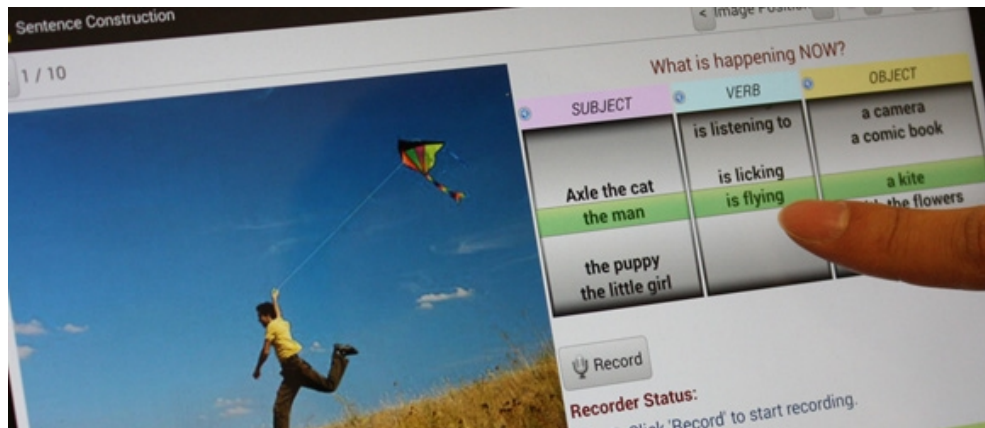 Sentence Construction
< Image Position
1 / 10
What is happening NOW?
SUBJECT
VERB
OBJECT
Axle the cat
the man
the puppy
the little girl
is listening to
is licking
is flying
a camera
a comic book
a kite
the flowers
Record
Recorder Status:
Click 'Record' to start recording.